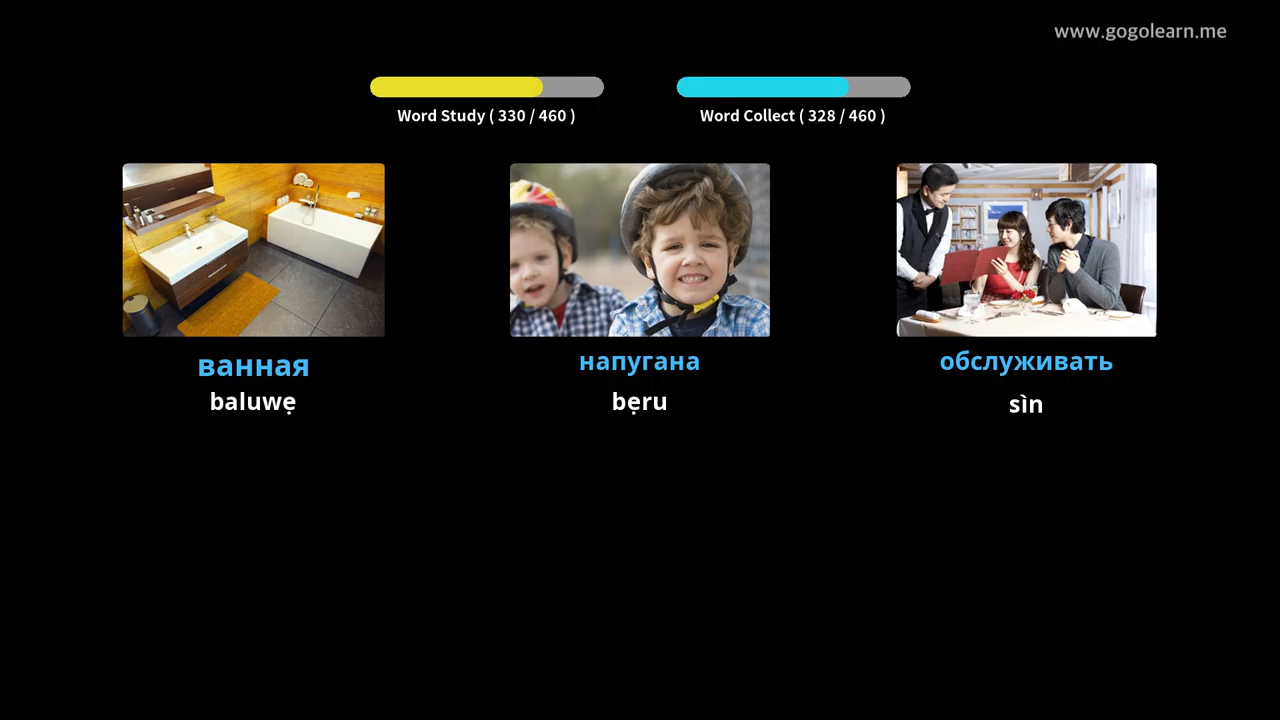 www.gogolearn.me
Word Study ( 330 / 460 )
Word Collect ( 328 / 460 )
ванная
напугана
обслуживать
baluwẹ
bẹru
sìn